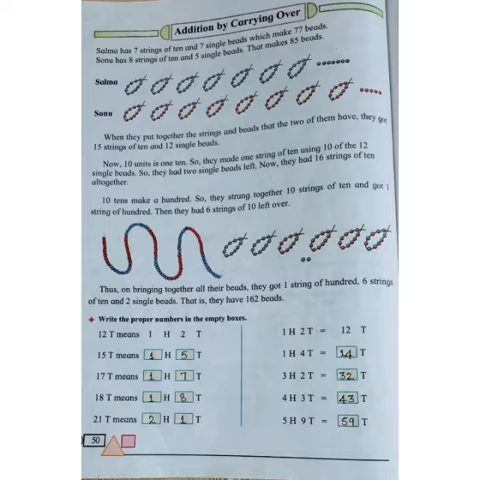 Addition by Carrying Over
Salma has 7 strings of ten and 7 single beads which make 77 beads.
Sonu has 8 strings of ten and 5 single beads. That makes 85 beads.
Salma
Sonu
When they put together the strings and beads that the two of them have, they got
15 strings of ten and 12 single beads.
Now, 10 units is one ten. So, they made one string of ten using 10 of the 12
single beads. So, they had two single beads left. Now, they had 16 strings of ten
altogether.
10 tens make a hundred. So, they strung together 10 strings of ten and got 1
string of hundred. Then they had 6 strings of 10 left over.
Thus, on bringing together all their beads, they got 1 string of hundred, 6 strings
of ten and 2 single beads. That is, they have 162 beads.
Write the proper numbers in the empty boxes.
12 T means 1 H 2 T
15 T means 1 H 5 T
17 T means 1 H 7 T
18 T means 1 H 8 T
21 T means 2 H 1 T
1 H 2 T = 12 T
1 H 4 T = 14 T
3 H 2 T = 32 T
4 H 3 T = 43 T
5 H 9 T = 59 T
50